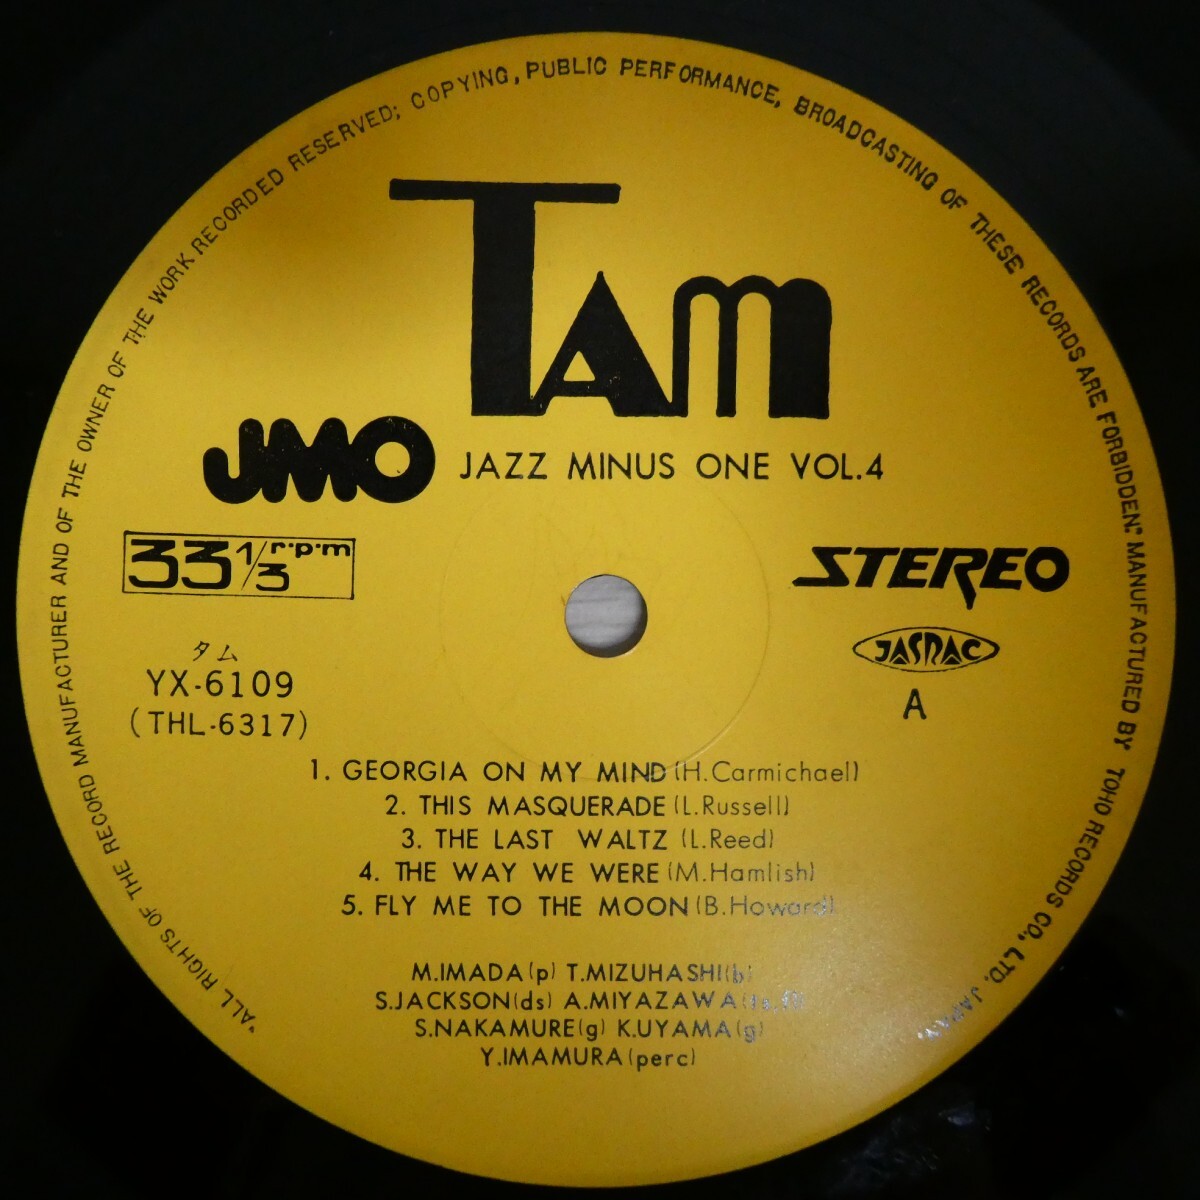 "ALL RIGHTS OF THE RECORD MANUFACTURER AND OF THE OWNER OF THE WORK RECORDED RESERVED; COPYING, PUBLIC PERFORMANCE, BROADCASTING OF THESE RECORDS ARE FORBIDDEN." MANUFACTURED BY TOHO RECORDS CO., LTD. JAPAN
TAM
JMO JAZZ MINUS ONE VOL.4
33 1/3 r·p·m
STEREO
タム
YX-6109
(THL-6317)
JASRAC
A
1. GEORGIA ON MY MIND (H.Carmichael)
2. THIS MASQUERADE (L.Russell)
3. THE LAST WALTZ (L.Reed)
4. THE WAY WE WERE (M.Hamlish)
5. FLY ME TO THE MOON (B.Howard)
M.IMADA(p) T.MIZUHASHI(b)
S.JACKSON(ds) A.MIYAZAWA(ts,fl)
S.NAKAMURE(g) K.UYAMA(g)
Y.IMAMURA(perc)